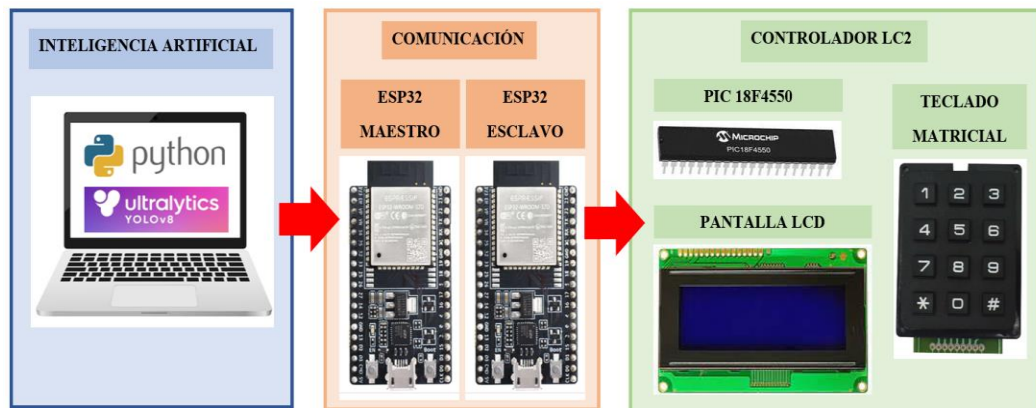 INTELIGENCIA ARTIFICIAL
python
ultralytics
YOLOv8
COMUNICACIÓN
ESP32
MAESTRO
ESP32
ESCLAVO
CONTROLADOR LC2
PIC 18F4550
MICROCHIP
PIC18F4550
PANTALLA LCD
TECLADO
MATRICIAL
1 2 3
4 5 6
7 8 9
* 0 #